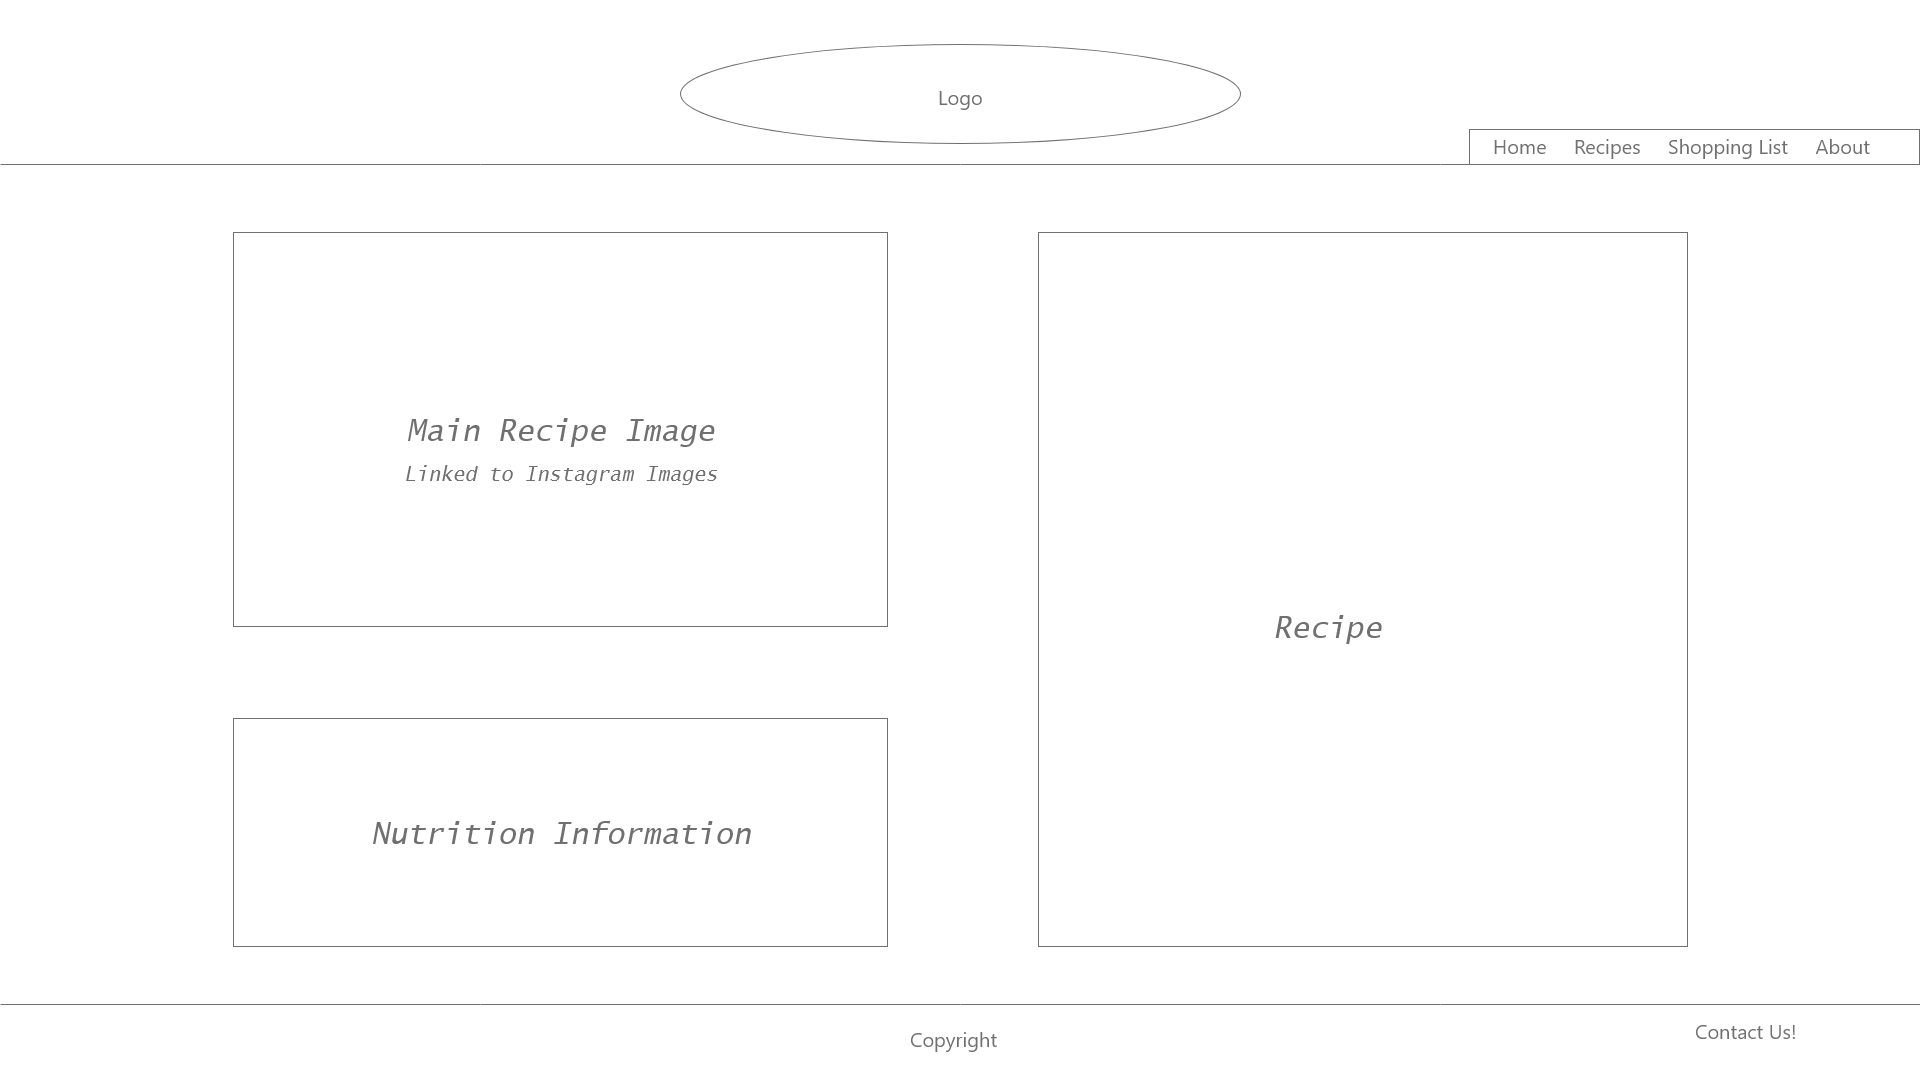 Logo
Home Recipes Shopping List About
Main Recipe Image
Linked to Instagram Images
Recipe
Nutrition Information
Copyright
Contact Us!